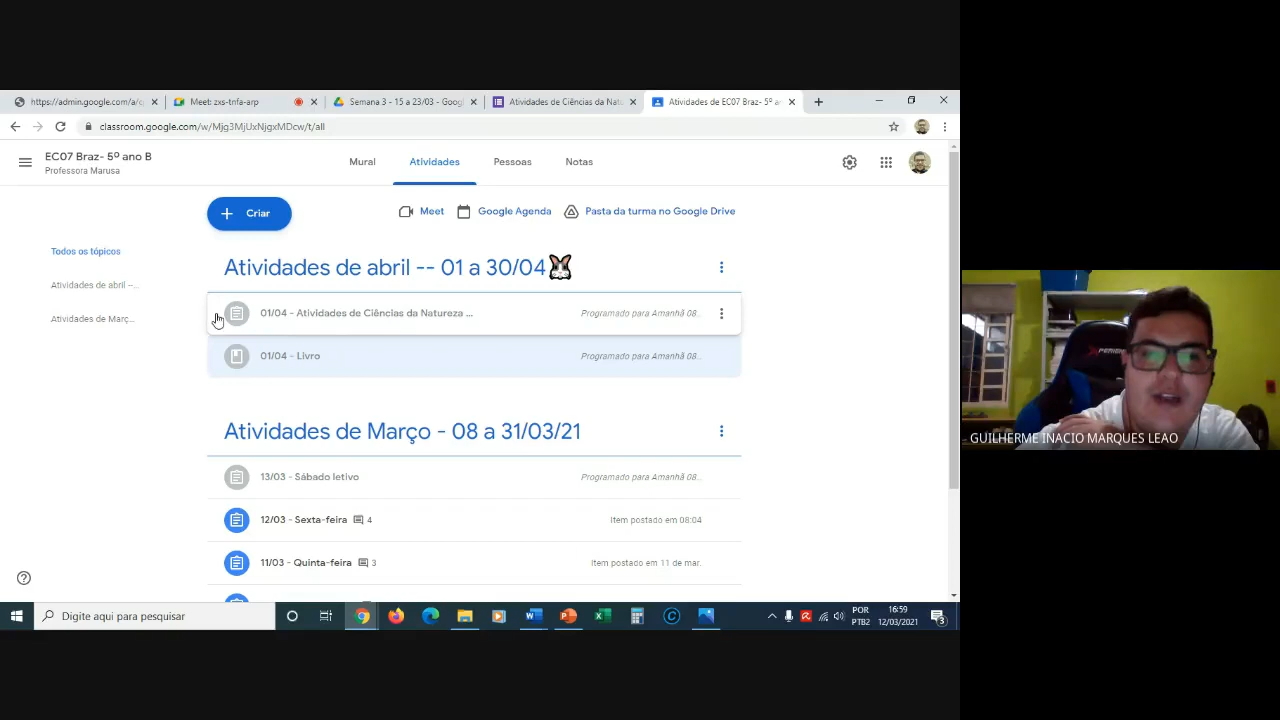 https://admin.google.com/a/q
Meet: zxs-tnfa-arp
Semana 3 - 15 a 23/03 - Googl
Atividades de Ciências da Natu
Atividades de EC07 Braz- 5º ar
classroom.google.com/w/Mjg3MjUxNjgxMDcw/t/all
EC07 Braz- 5º ano B
Professora Marusa
Mural
Atividades
Pessoas
Notas
Criar
Meet
Google Agenda
Pasta da turma no Google Drive
Todos os tópicos
Atividades de abril --...
Atividades de Març...
Atividades de abril -- 01 a 30/04
01/04 - Atividades de Ciências da Natureza ...
Programado para Amanhã 08...
01/04 - Livro
Programado para Amanhã 08...
Atividades de Março - 08 a 31/03/21
13/03 - Sábado letivo
Programado para Amanhã 08...
12/03 - Sexta-feira
4
Item postado em 08:04
11/03 - Quinta-feira
3
Item postado em 11 de mar.
GUILHERME INACIO MARQUES LEAO
Digite aqui para pesquisar
POR
PTB2
16:59
12/03/2021
3